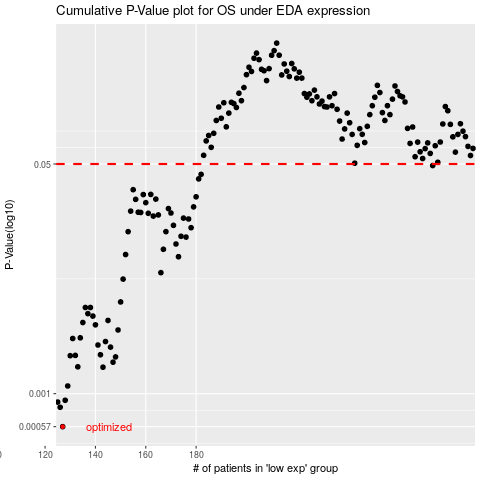 Cumulative P-Value plot for OS under EDA expression
P-Value(log10)
0.05
0.001
0.00057
optimized
0 120 140 160 180
# of patients in 'low exp' group